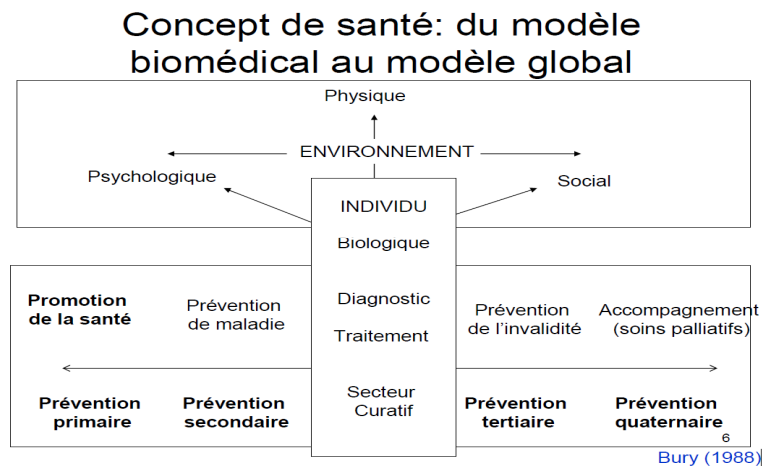 Concept de santé: du modèle
biomédical au modèle global
Physique
ENVIRONNEMENT
Psychologique
Social
INDIVIDU
Biologique
Promotion
de la santé
Prévention
de maladie
Diagnostic
Traitement
Prévention
de l'invalidité
Accompagnement
(soins palliatifs)
Prévention
primaire
Prévention
secondaire
Secteur
Curatif
Prévention
tertiaire
Prévention
quaternaire
6
Bury (1988)